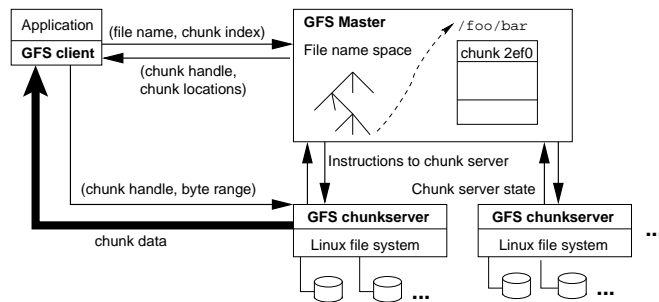 Application
GFS client
(file name, chunk index)
(chunk handle,
chunk locations)
GFS Master
File name space
/foo/bar
chunk 2ef0
Instructions to chunk server
Chunk server state
(chunk handle, byte range)
chunk data
GFS chunkserver
Linux file system
...
GFS chunkserver
Linux file system
...
...